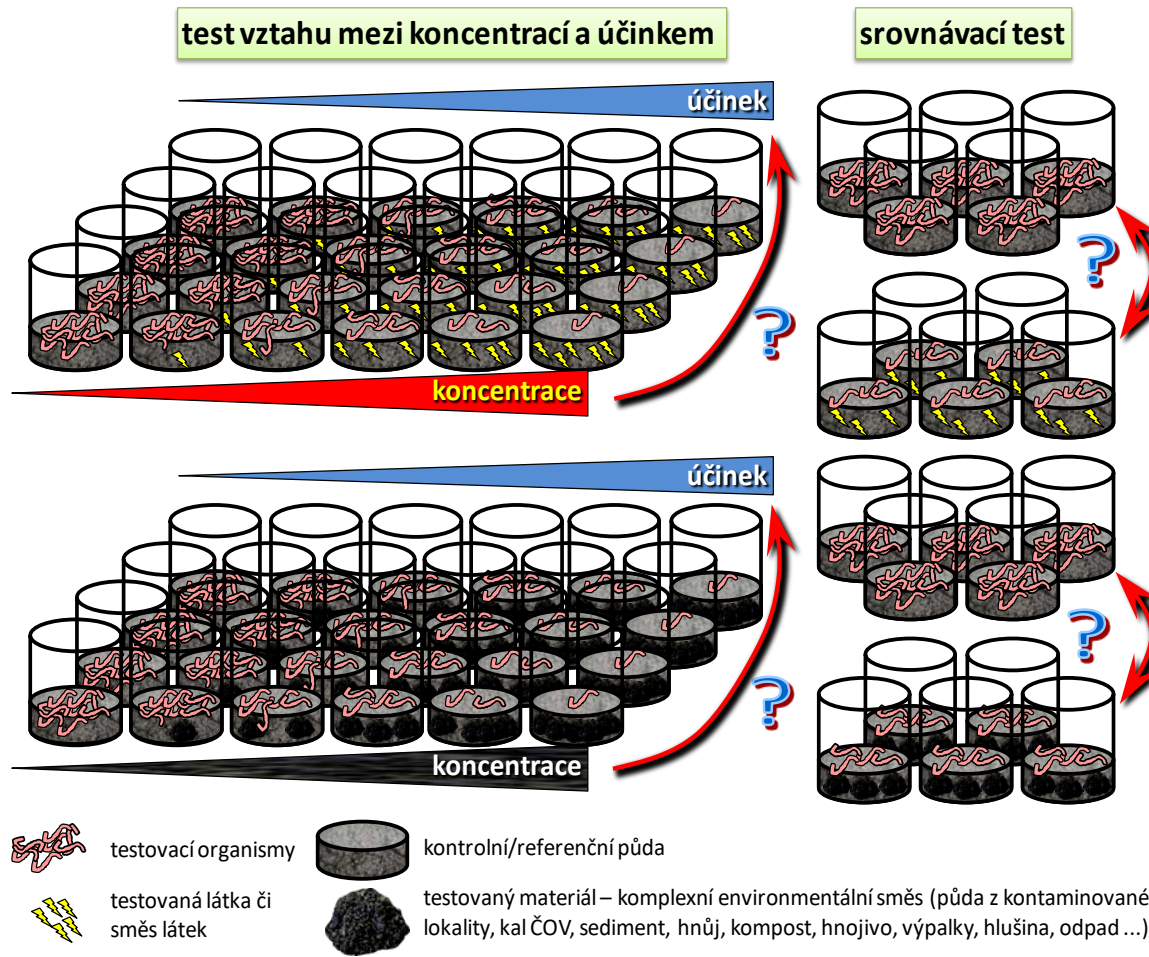 test vztahu mezi koncentrací a účinkem
srovnávací test
účinek
?
?
koncentrace
účinek
?
?
koncentrace
testovací organismy
kontrolní/referenční půda
testovaná látka či
směs látek
testovaný materiál – komplexní environmentální směs (půda z kontaminované
lokality, kal ČOV, sediment, hnůj, kompost, hnojivo, výpalky, hlušina, odpad ...)